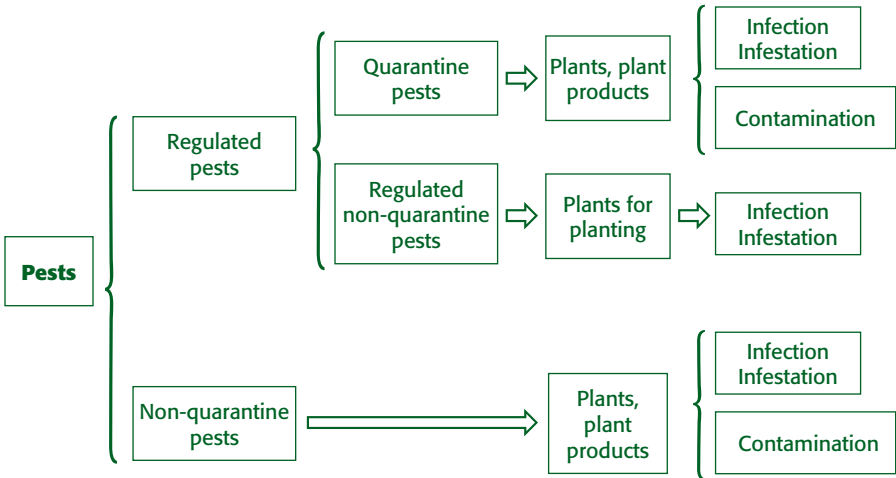 Pests
Regulated
pests
Quarantine
pests
Plants, plant
products
Infection
Infestation
Contamination
Regulated
non-quarantine
pests
Plants for
planting
Infection
Infestation
Non-quarantine
pests
Plants,
plant
products
Infection
Infestation
Contamination